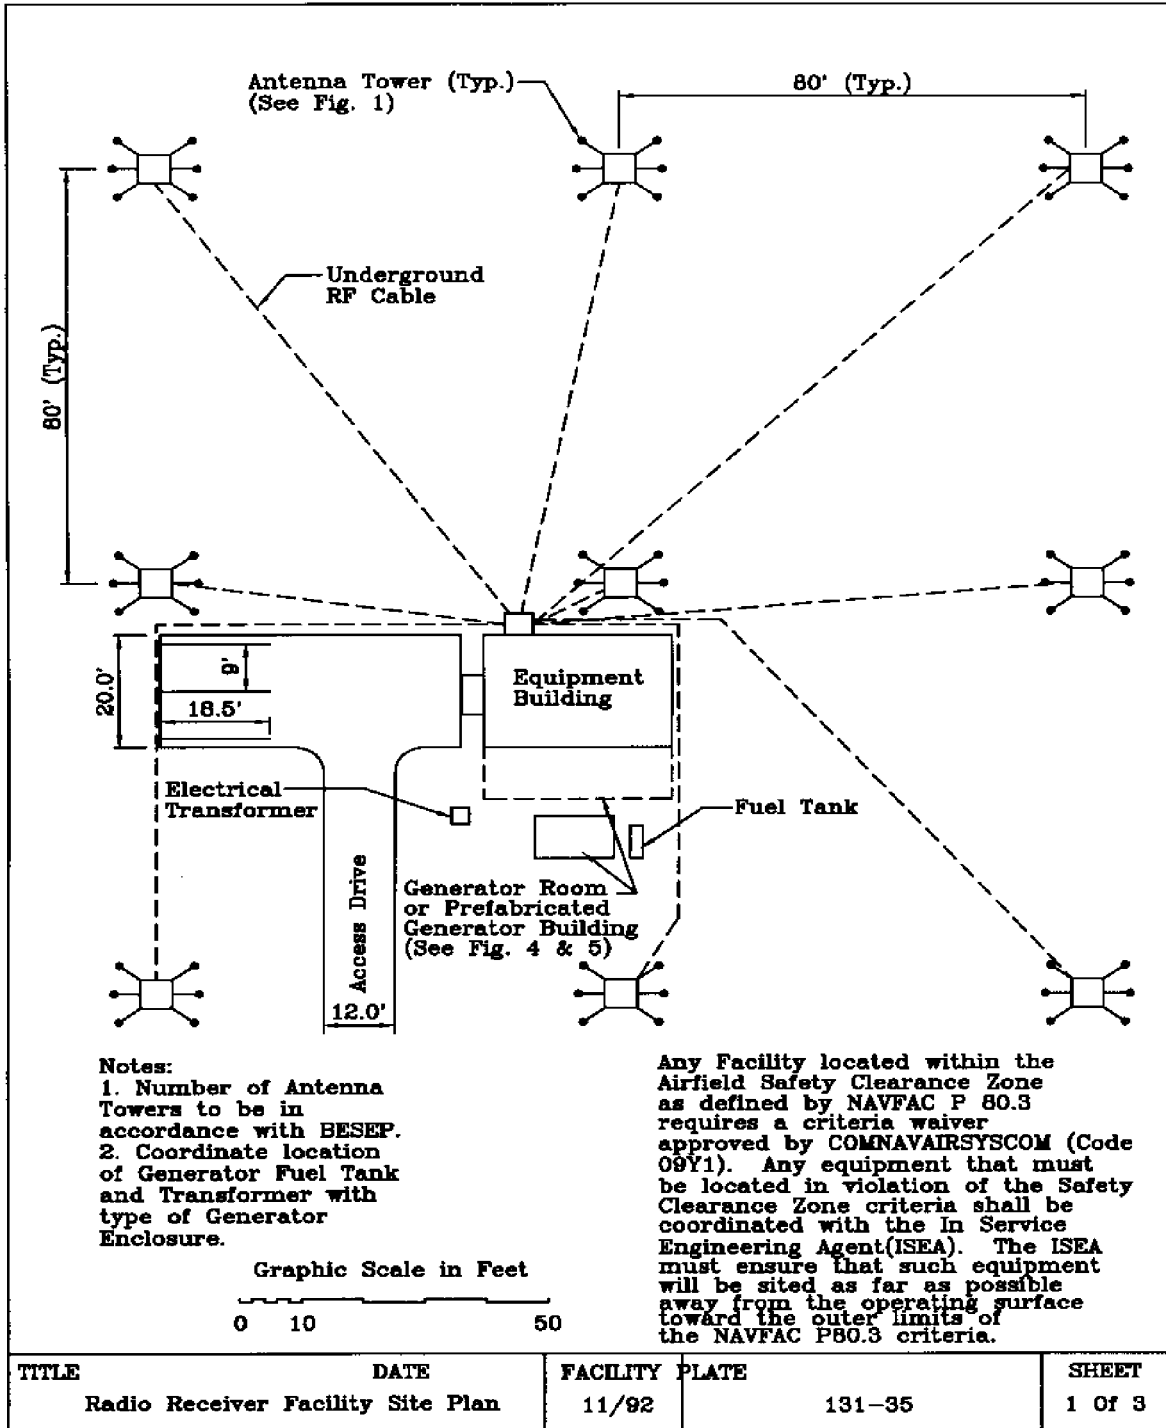 Antenna Tower (Typ.)
(See Fig. 1)
80' (Typ.)
Underground
RF Cable
80' (Typ.)
20.0'
9'
18.5'
Equipment
Building
Electrical
Transformer
Fuel Tank
Access Drive
Generator Room
or Prefabricated
Generator Building
(See Fig. 4 & 5)
12.0'
Notes:
1. Number of Antenna
Towers to be in
accordance with BESEP.
2. Coordinate location
of Generator Fuel Tank
and Transformer with
type of Generator
Enclosure.
Any Facility located within the
Airfield Safety Clearance Zone
as defined by NAVFAC P 80.3
requires a criteria waiver
approved by COMNAVAIRSYSCOM (Code
09Y1). Any equipment that must
be located in violation of the Safety
Clearance Zone criteria shall be
coordinated with the In Service
Engineering Agent(ISEA). The ISEA
must ensure that such equipment
will be sited as far as possible
away from the operating surface
toward the outer limits of
the NAVFAC P80.3 criteria.
Graphic Scale in Feet
0 10 50
TITLE DATE FACILITY PLATE SHEET
Radio Receiver Facility Site Plan 11/92 131-35 1 Of 3